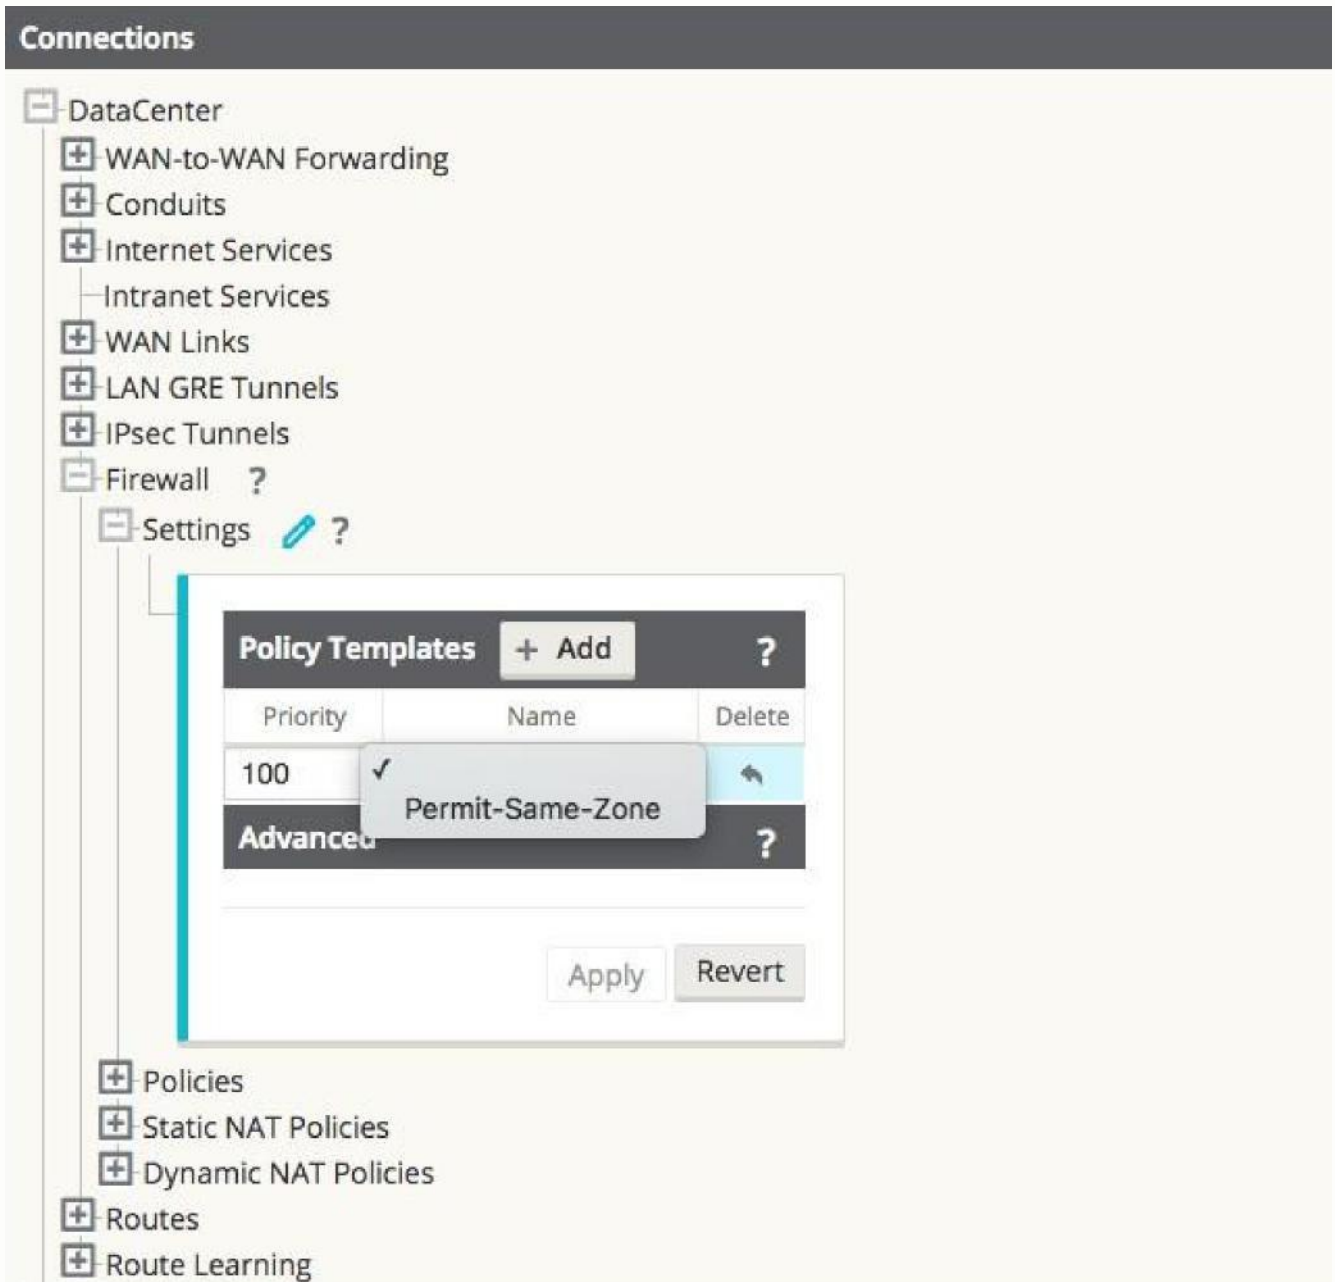 Connections
DataCenter
WAN-to-WAN Forwarding
Conduits
Internet Services
Intranet Services
WAN Links
LAN GRE Tunnels
IPsec Tunnels
Firewall ?
Settings ?
Policy Templates + Add ?
Priority Name Delete
100 ✓
Permit-Same-Zone
Advanced ?
Apply Revert
Policies
Static NAT Policies
Dynamic NAT Policies
Routes
Route Learning